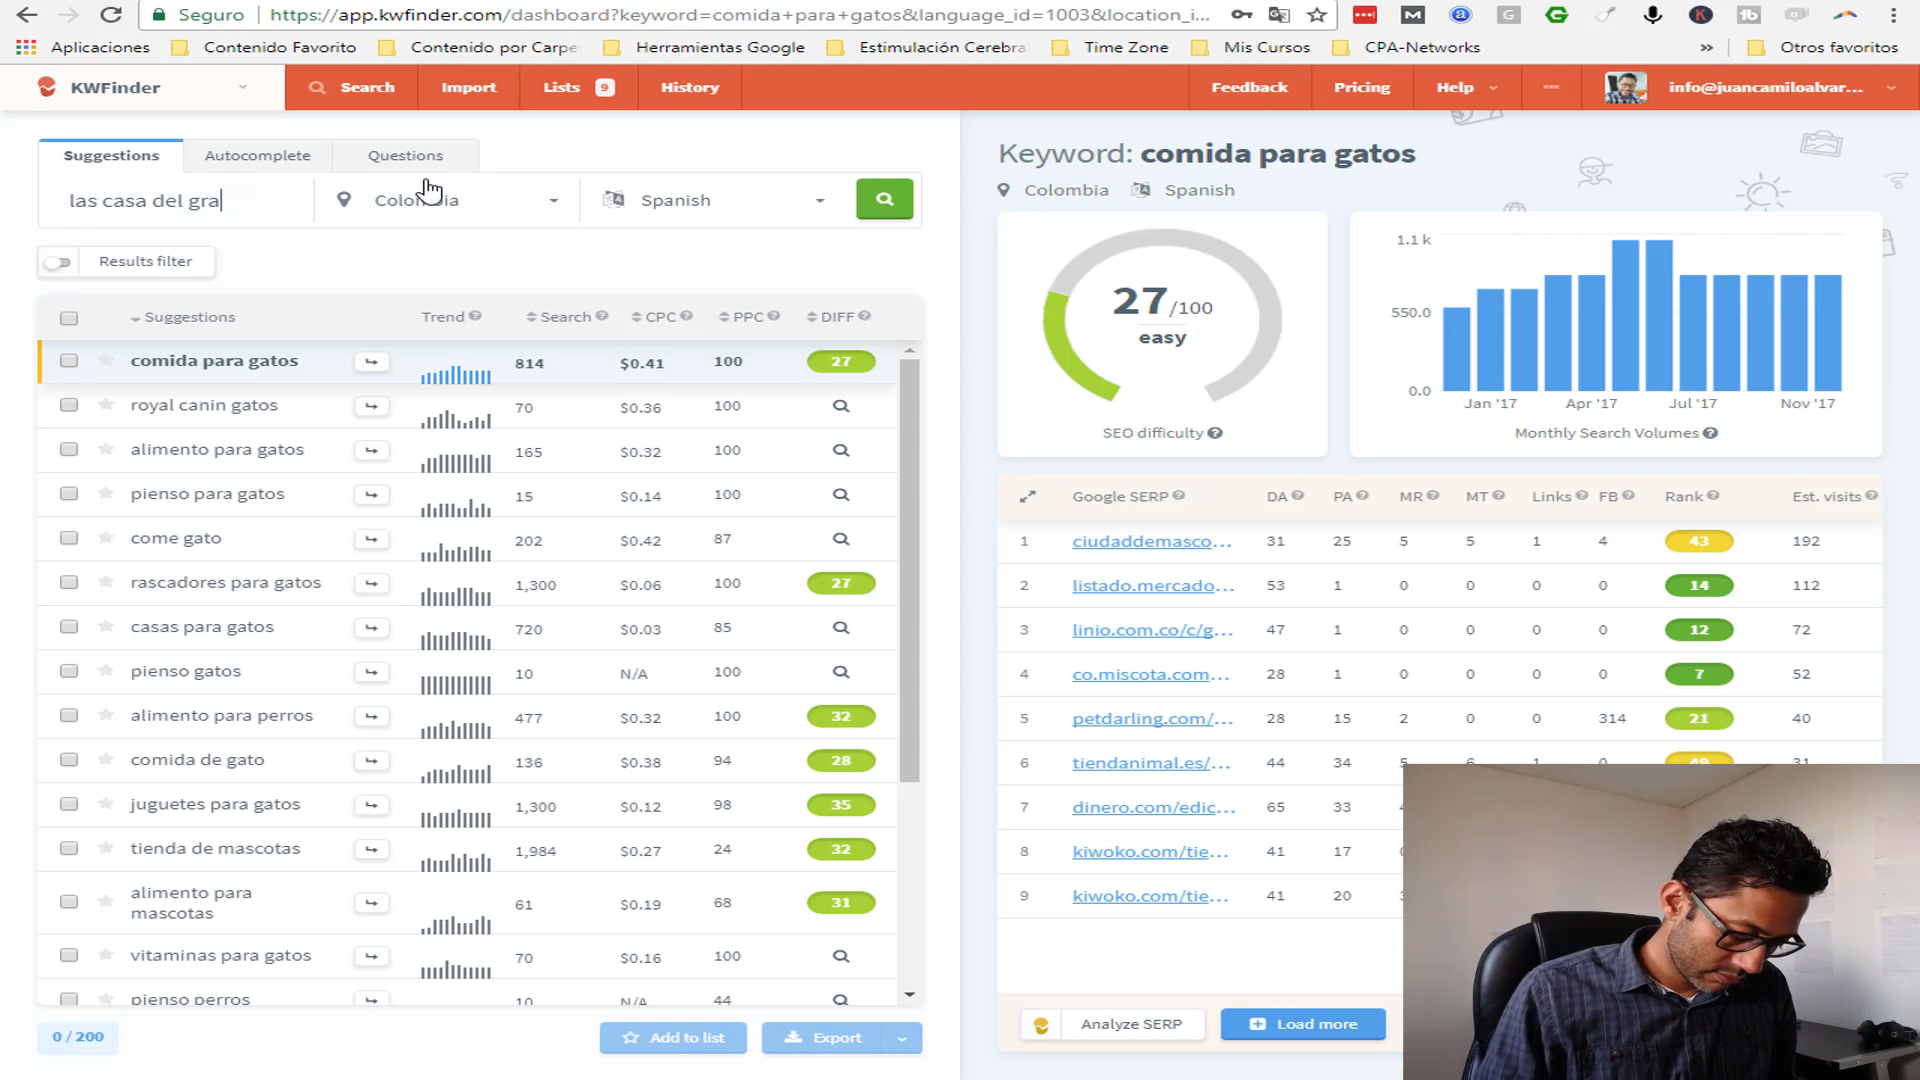 Seguro https://app.kwfinder.com/dashboard?keyword=comida+para+gatos&language_id=1003&location_i...
Aplicaciones Contenido Favorito Contenido por Carpe Herramientas Google Estimulación Cerebra Time Zone Mis Cursos CPA-Networks » Otros favoritos
KWFinder Search Import Lists 9 History Feedback Pricing Help info@juancamiloalvar...
Suggestions Autocomplete Questions
las casa del gra Colombia Spanish
Results filter
Suggestions Trend Search CPC PPC DIFF
comida para gatos 814 $0.41 100 27
royal canin gatos 70 $0.36 100
alimento para gatos 165 $0.32 100
pienso para gatos 15 $0.14 100
come gato 202 $0.42 87
rascadores para gatos 1,300 $0.06 100 27
casas para gatos 720 $0.03 85
pienso gatos 10 N/A 100
alimento para perros 477 $0.32 100 32
comida de gato 136 $0.38 94 28
juguetes para gatos 1,300 $0.12 98 35
tienda de mascotas 1,984 $0.27 24 32
alimento para
mascotas 61 $0.19 68 31
vitaminas para gatos 70 $0.16 100
pienso perros 10 N/A 44
0 / 200 Add to list Export
Keyword: comida para gatos
Colombia Spanish
27/100
easy
SEO difficulty
1.1 k
550.0
0.0
Jan '17 Apr '17 Jul '17 Nov '17
Monthly Search Volumes
Google SERP DA PA MR MT Links FB Rank Est. visits
1 ciudaddemasco... 31 25 5 5 1 4 43 192
2 listado.mercado... 53 1 0 0 0 0 14 112
3 linio.com.co/c/g... 47 1 0 0 0 0 12 72
4 co.miscota.com... 28 1 0 0 0 0 7 52
5 petdarling.com/... 28 15 2 0 0 314 21 40
6 tiendanimal.es/... 44 34 5 6 1 0 49 31
7 dinero.com/edic... 65 33
8 kiwoko.com/tie... 41 17
9 kiwoko.com/tie... 41 20
Analyze SERP Load more